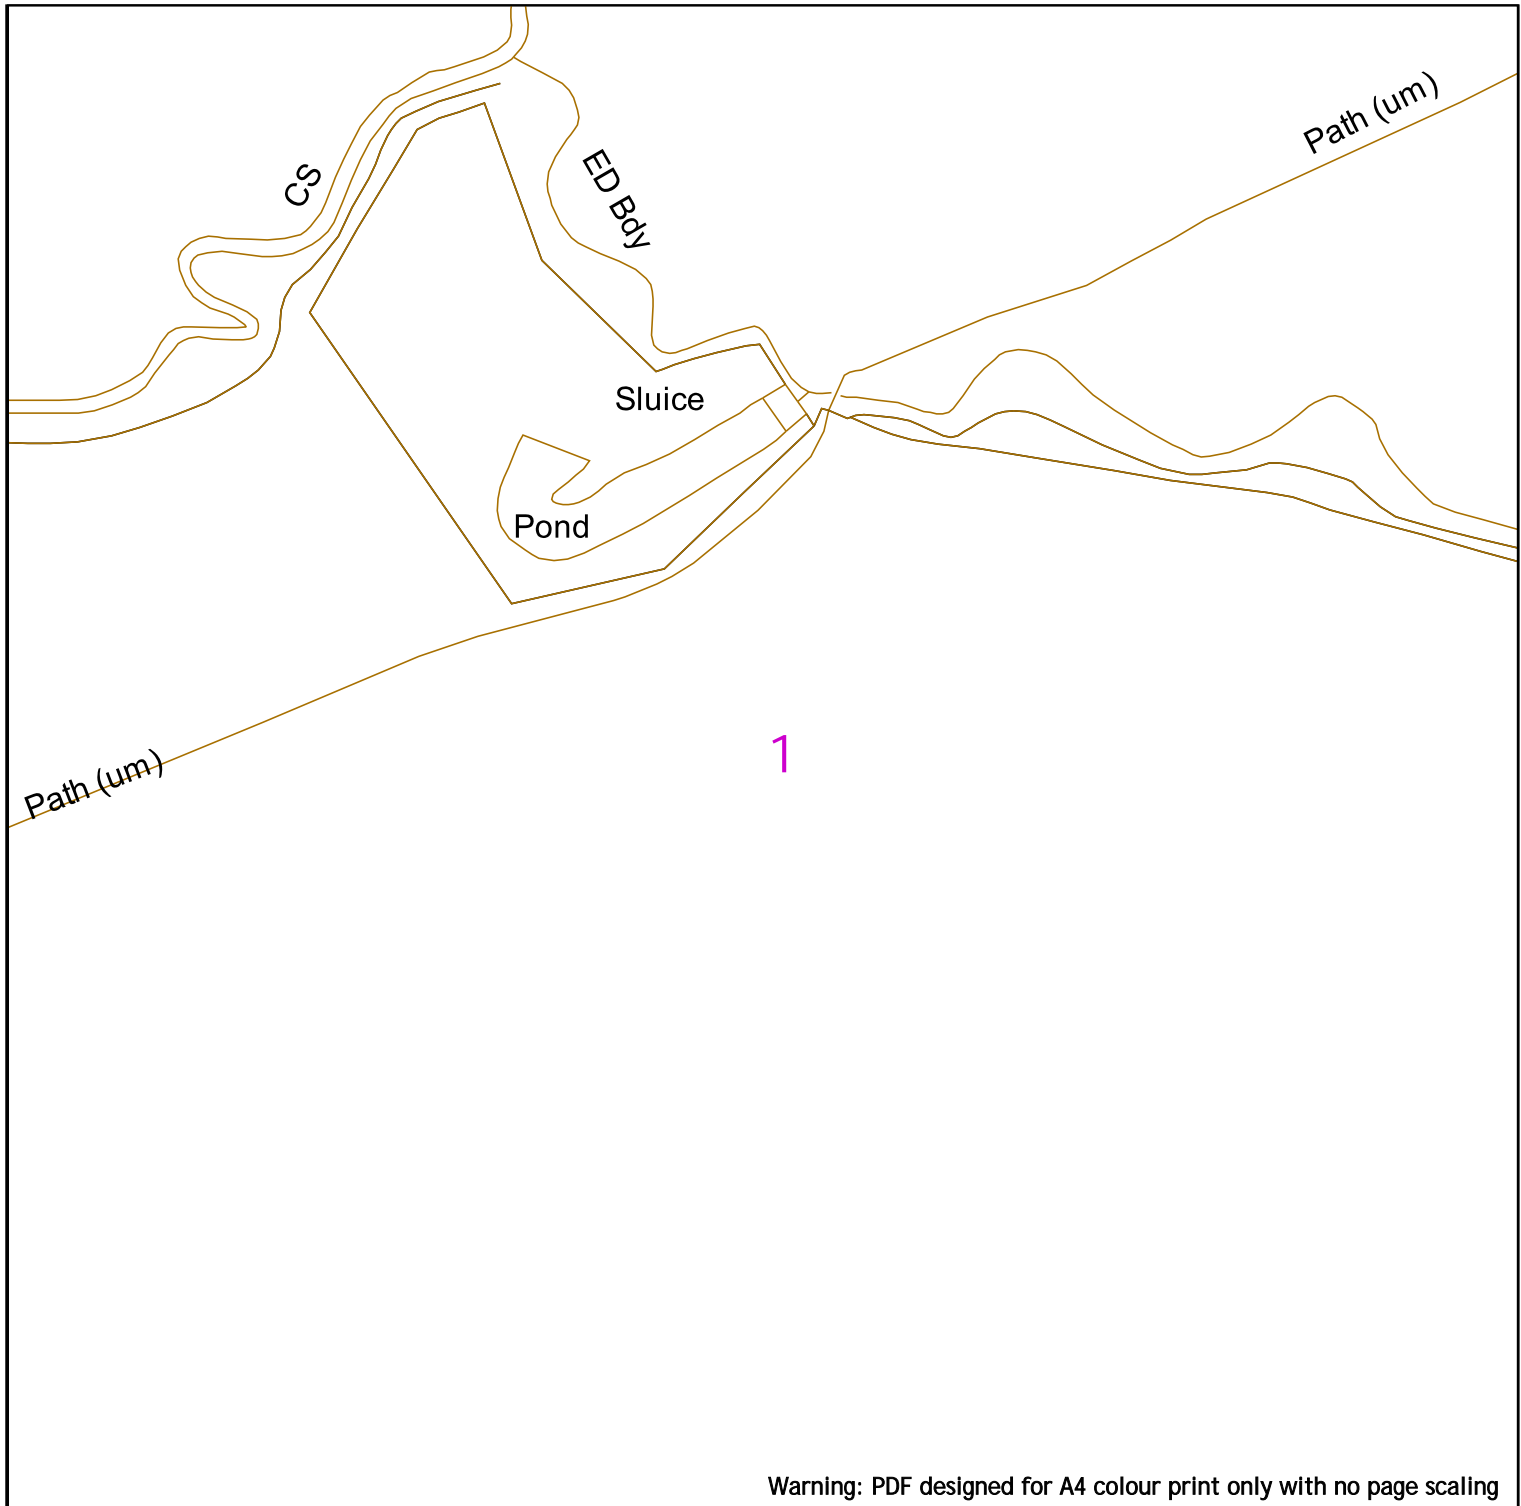 Path (um)
CS
ED Bdy
Sluice
Pond
1
Path (um)
Warning: PDF designed for A4 colour print only with no page scaling